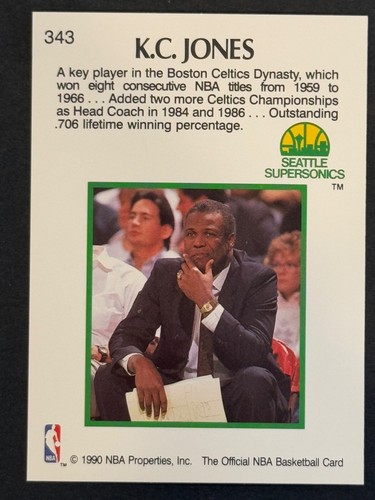 343
K.C. JONES
A key player in the Boston Celtics Dynasty, which
won eight consecutive NBA titles from 1959 to
1966 . . . Added two more Celtics Championships
as Head Coach in 1984 and 1986 . . . Outstanding
.706 lifetime winning percentage.
SEATTLE
SUPERSONICS
TM
NBA
TM
© 1990 NBA Properties, Inc. The Official NBA Basketball Card